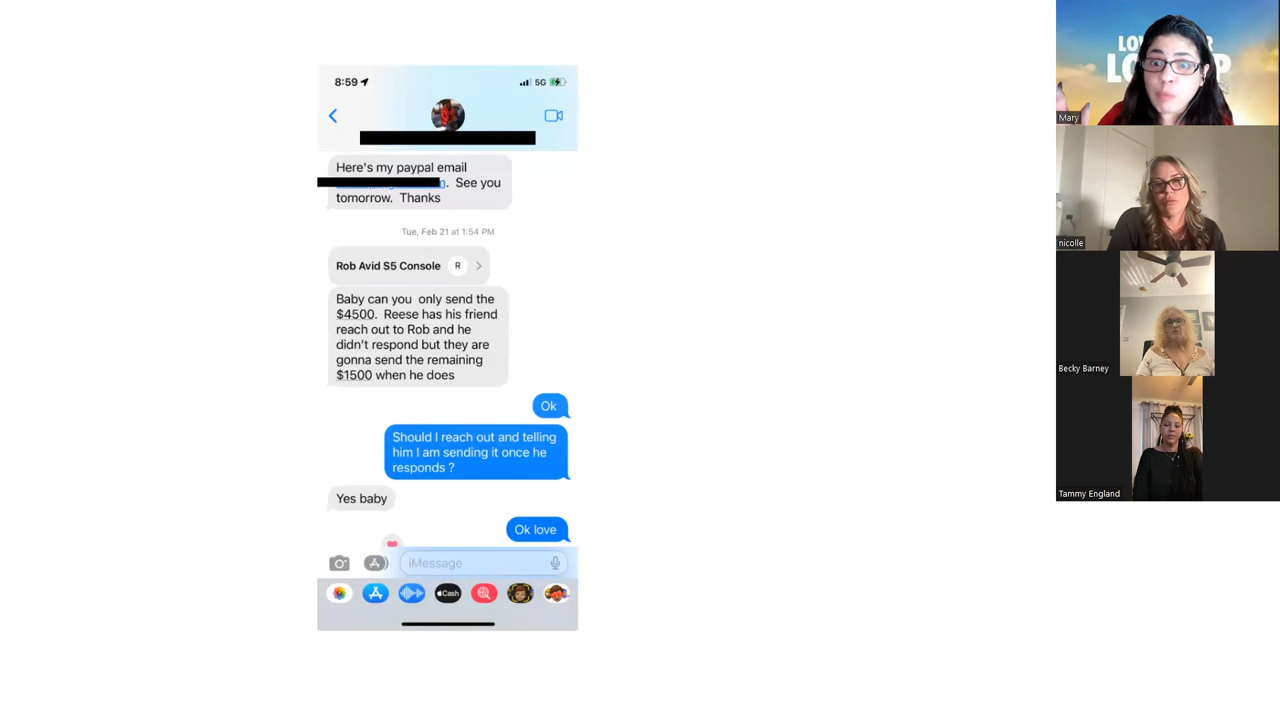 8:59
5G
Here's my paypal email
. See you
tomorrow. Thanks
Tue, Feb 21 at 1:54 PM
Rob Avid S5 Console R
Baby can you only send the
$4500. Reese has his friend
reach out to Rob and he
didn't respond but they are
gonna send the remaining
$1500 when he does
Ok
Should I reach out and telling
him I am sending it once he
responds ?
Yes baby
Ok love
iMessage
Cash
Mary
nicolle
Becky Barney
Tammy England